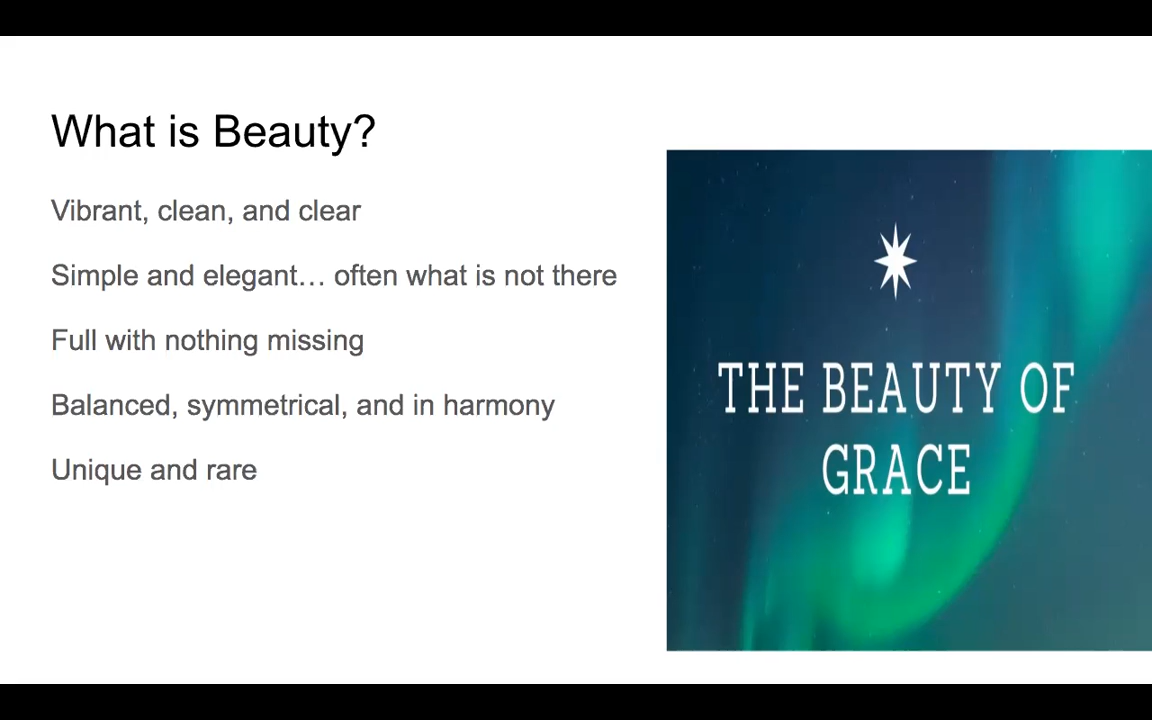 What is Beauty?
Vibrant, clean, and clear
Simple and elegant… often what is not there
Full with nothing missing
Balanced, symmetrical, and in harmony
Unique and rare
THE BEAUTY OF
GRACE